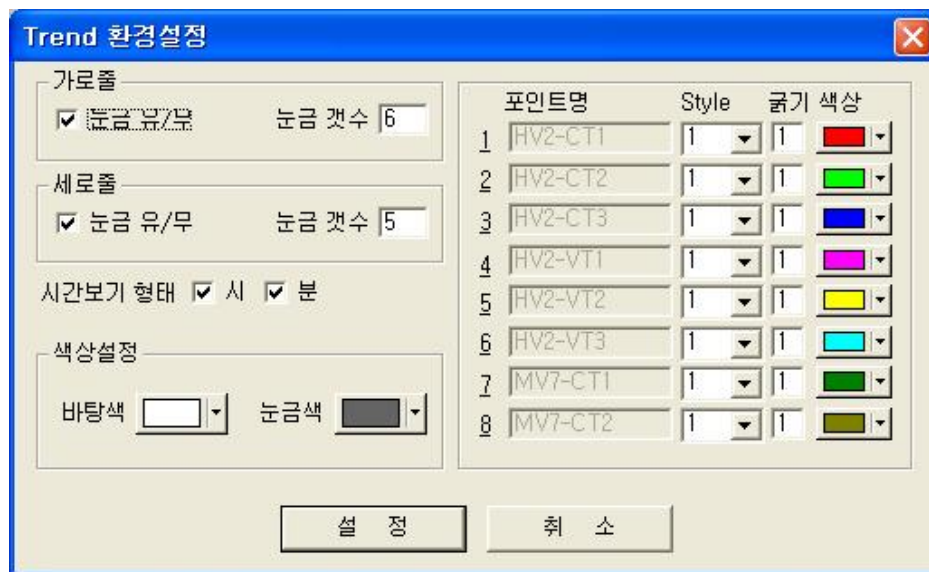 Trend 환경설정
가로줄
눈금 유/무 눈금 갯수 6
세로줄
눈금 유/무 눈금 갯수 5
시간보기 형태 시 분
색상설정
바탕색 눈금색
포인트명 Style 굵기 색상
1 HV2-CT1 1 1
2 HV2-CT2 1 1
3 HV2-CT3 1 1
4 HV2-VT1 1 1
5 HV2-VT2 1 1
6 HV2-VT3 1 1
7 MV7-CT1 1 1
8 MV7-CT2 1 1
설 정 취 소